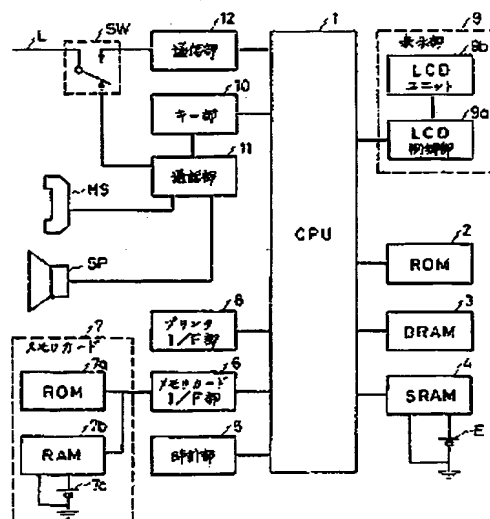 L
SW
12
通信部
10
キー部
11
通話部
HS
SP
1
CPU
9
表示部
9b
LCD
ユニット
9a
LCD
制御部
2
ROM
3
DRAM
4
SRAM
E
8
プリンタ
I/F部
6
メモリカード
I/F部
5
時計部
7
メモリカード
7a
ROM
7b
RAM
7c